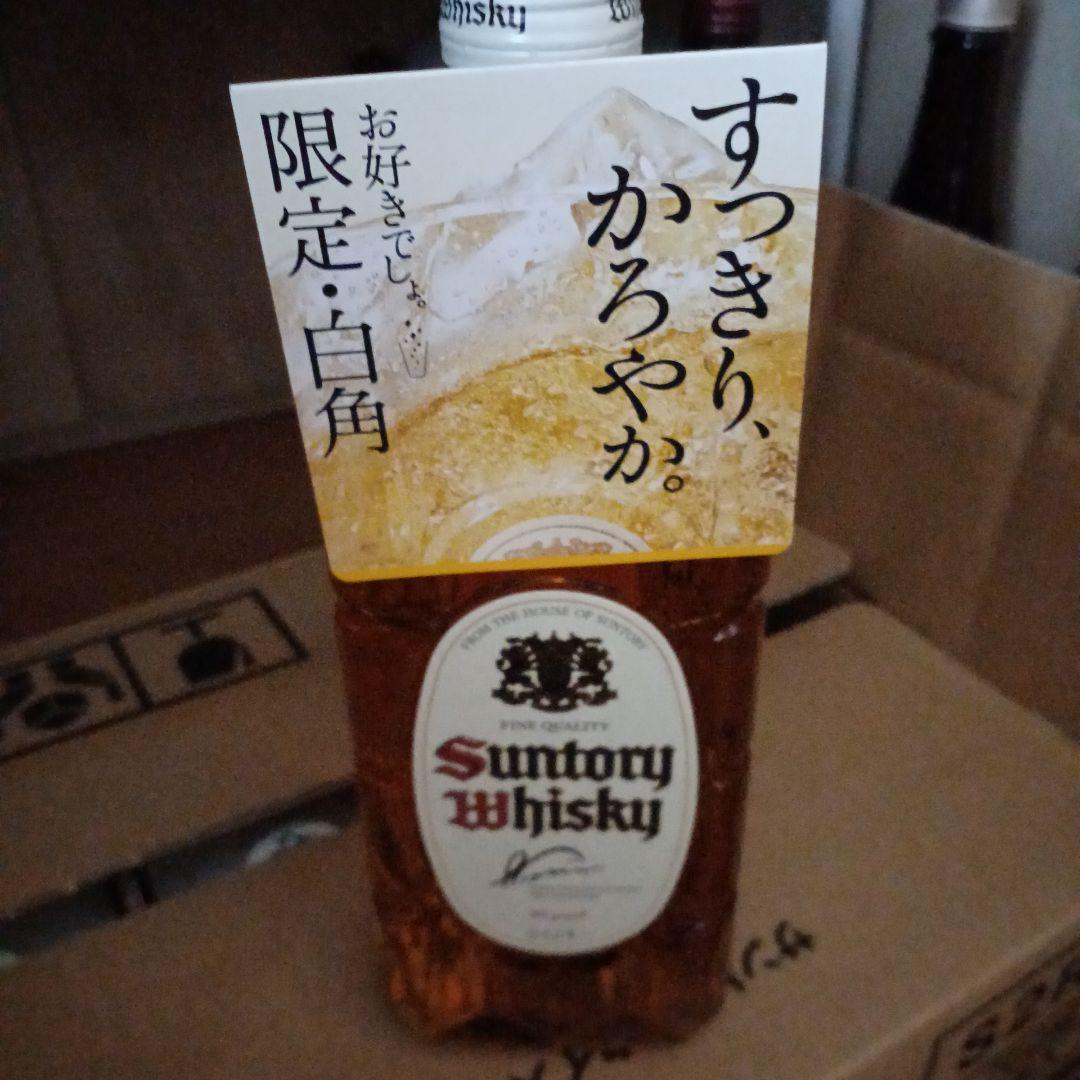 Whisky
Wh
すっきり、
かろやか。
お好きでしょ。
限定・白角
FROM THE HOUSE OF SUNTORY
FINE QUALITY
Suntory
Whisky